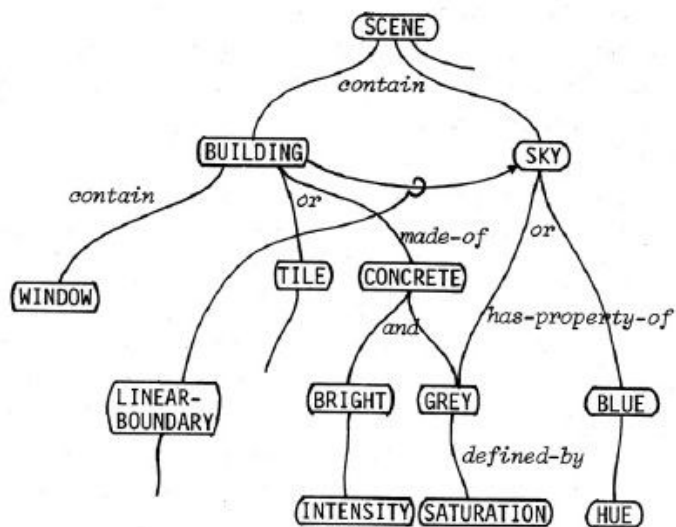 SCENE
contain
BUILDING
SKY
contain
or
made-of
or
WINDOW
TILE
CONCRETE
and
has-property-of
LINEAR-
BOUNDARY
BRIGHT
GREY
BLUE
defined-by
INTENSITY
SATURATION
HUE